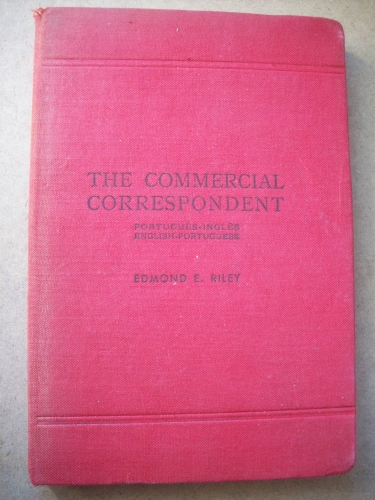 THE COMMERCIAL
CORRESPONDENT
PORTUGUÊS-INGLÊS
ENGLISH-PORTUGUESE
EDMOND E. RILEY